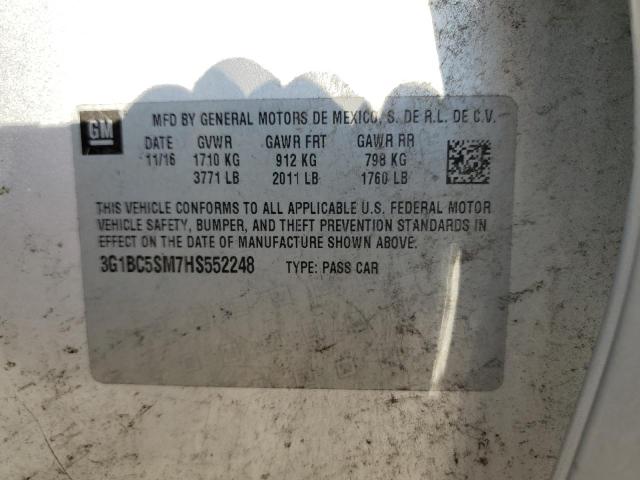 GM
MFD BY GENERAL MOTORS DE MEXICO, S. DE R.L. DE C.V.
DATE GVWR GAWR FRT GAWR RR
11/16 1710 KG 912 KG 798 KG
3771 LB 2011 LB 1760 LB
THIS VEHICLE CONFORMS TO ALL APPLICABLE U.S. FEDERAL MOTOR
VEHICLE SAFETY, BUMPER, AND THEFT PREVENTION STANDARDS IN
EFFECT ON THE DATE OF MANUFACTURE SHOWN ABOVE.
3G1BC5SM7HS552248 TYPE: PASS CAR